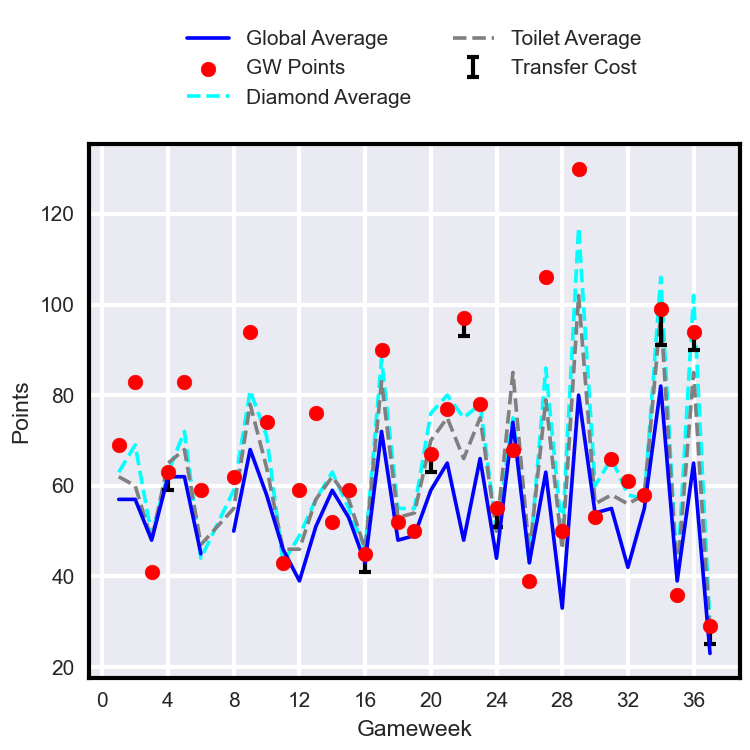 Global Average
GW Points
Diamond Average
Toilet Average
Transfer Cost
120
100
80
60
40
20
Points
0 4 8 12 16 20 24 28 32 36
Gameweek